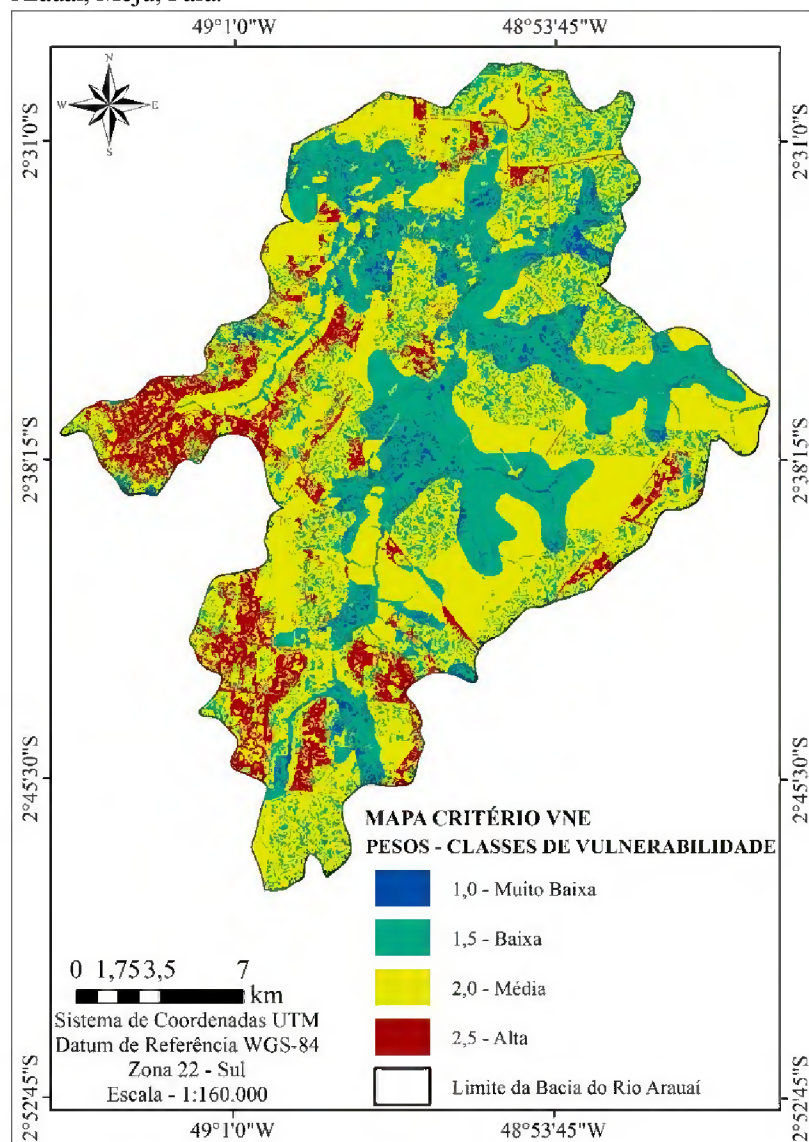 49°1'0"W 48°53'45"W
N
W E
S
2°31'0"S 2°31'0"S
2°38'15"S 2°38'15"S
2°45'30"S 2°45'30"S
MAPA CRITÉRIO VNE
PESOS - CLASSES DE VULNERABILIDADE
1,0 - Muito Baixa
1,5 - Baixa
2,0 - Média
2,5 - Alta
Limite da Bacia do Rio Arauaí
0 1,75 3,5 7
km
Sistema de Coordenadas UTM
Datum de Referência WGS-84
Zona 22 - Sul
Escala - 1:160.000
2°52'45"S 2°52'45"S
49°1'0"W 48°53'45"W